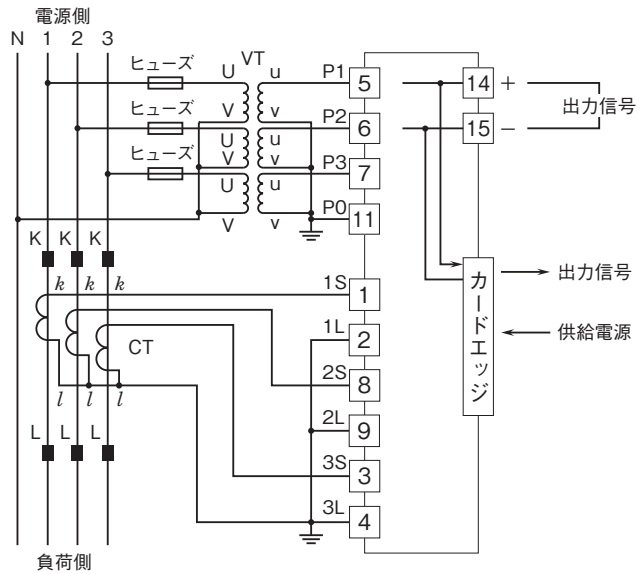 電源側
N 1 2 3
ヒューズ
ヒューズ
ヒューズ
VT
U u
V v
U u
V v
U u
V v
P1 5
P2 6
P3 7
P0 11
14 +
15 −
出力信号
K K K
k k k
CT
l l l
L L L
負荷側
1S 1
1L 2
2S 8
2L 9
3S 3
3L 4
カードエッジ
出力信号
供給電源